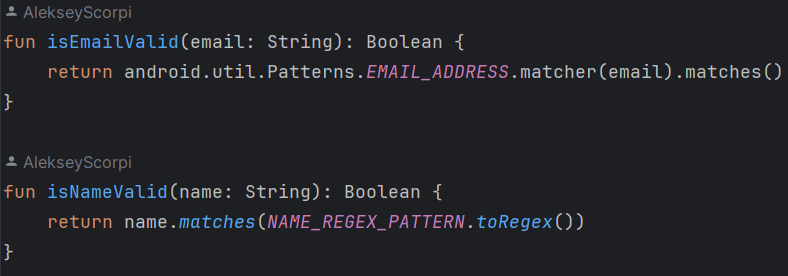 AlekseyScorpi
fun isEmailValid(email: String): Boolean {
    return android.util.Patterns.EMAIL_ADDRESS.matcher(email).matches()
}
AlekseyScorpi
fun isNameValid(name: String): Boolean {
    return name.matches(NAME_REGEX_PATTERN.toRegex())
}